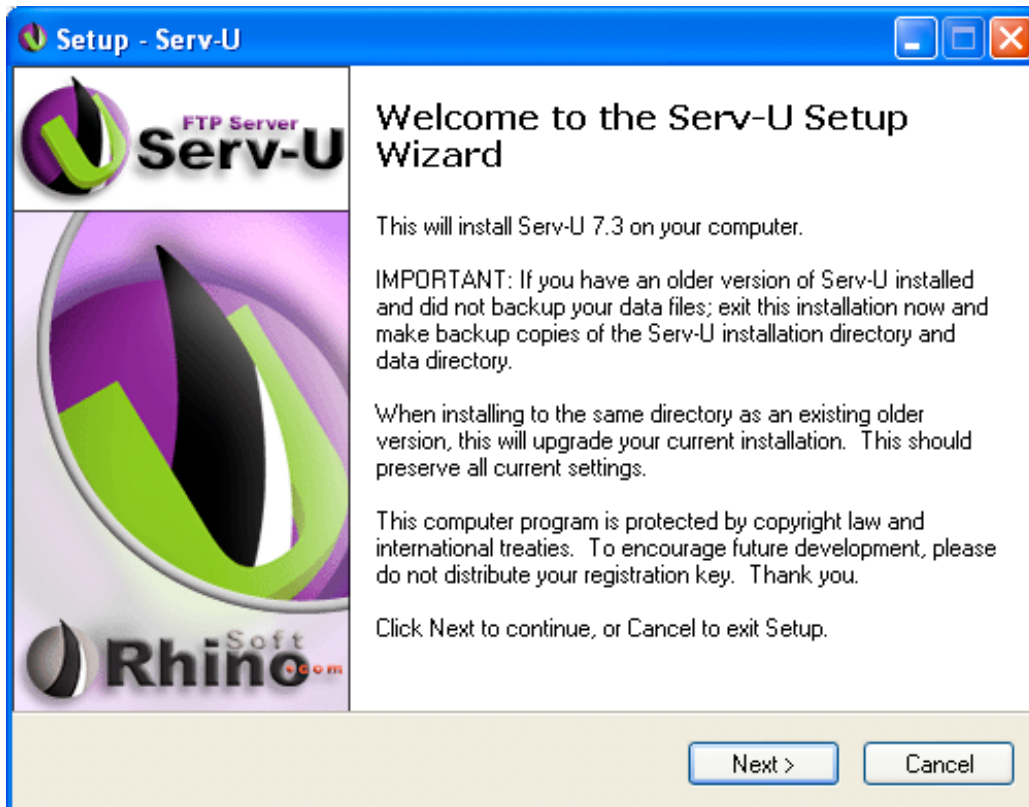 Setup - Serv-U
FTP Server
Serv-U
Welcome to the Serv-U Setup
Wizard
This will install Serv-U 7.3 on your computer.
IMPORTANT: If you have an older version of Serv-U installed
and did not backup your data files; exit this installation now and
make backup copies of the Serv-U installation directory and
data directory.
When installing to the same directory as an existing older
version, this will upgrade your current installation.  This should
preserve all current settings.
This computer program is protected by copyright law and
international treaties.  To encourage future development, please
do not distribute your registration key.  Thank you.
Click Next to continue, or Cancel to exit Setup.
Soft
Rhino.com
Next >
Cancel